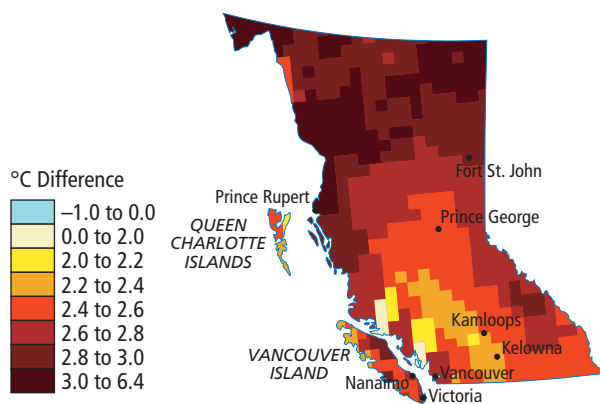 °C Difference
–1.0 to 0.0
0.0 to 2.0
2.0 to 2.2
2.2 to 2.4
2.4 to 2.6
2.6 to 2.8
2.8 to 3.0
3.0 to 6.4
Fort St. John
Prince Rupert
QUEEN
CHARLOTTE
ISLANDS
Prince George
Kamloops
Kelowna
VANCOUVER
ISLAND
Vancouver
Nanaimo
Victoria